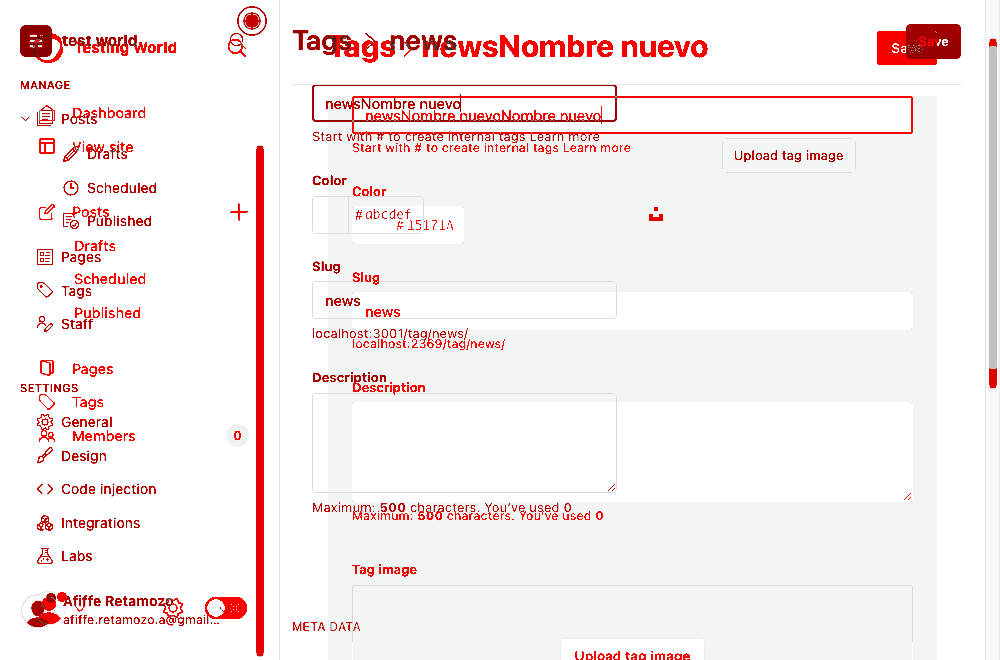 test world
Testing World
Tags > news
Tags > newsNombre nuevo
Save
Save
MANAGE
Posts
Dashboard
View site
Drafts
Scheduled
Posts
Published
Drafts
Pages
Scheduled
Tags
Published
Staff
Pages
SETTINGS
Tags
General
Members
0
Design
Code injection
Integrations
Labs
Afiffe Retamozo
afiffe.retamozo.a@gmail...
newsNombre nuevo
newsNombre nuevoNombre nuevo
Start with # to create internal tags Learn more
Start with # to create internal tags Learn more
Upload tag image
Color
Color
#abcdef
#15171A
Slug
Slug
news
news
localhost:3001/tag/news/
localhost:2369/tag/news/
Description
Description
Maximum: 500 characters. You've used 0
Maximum: 500 characters. You've used 0
Tag image
META DATA
Upload tag image